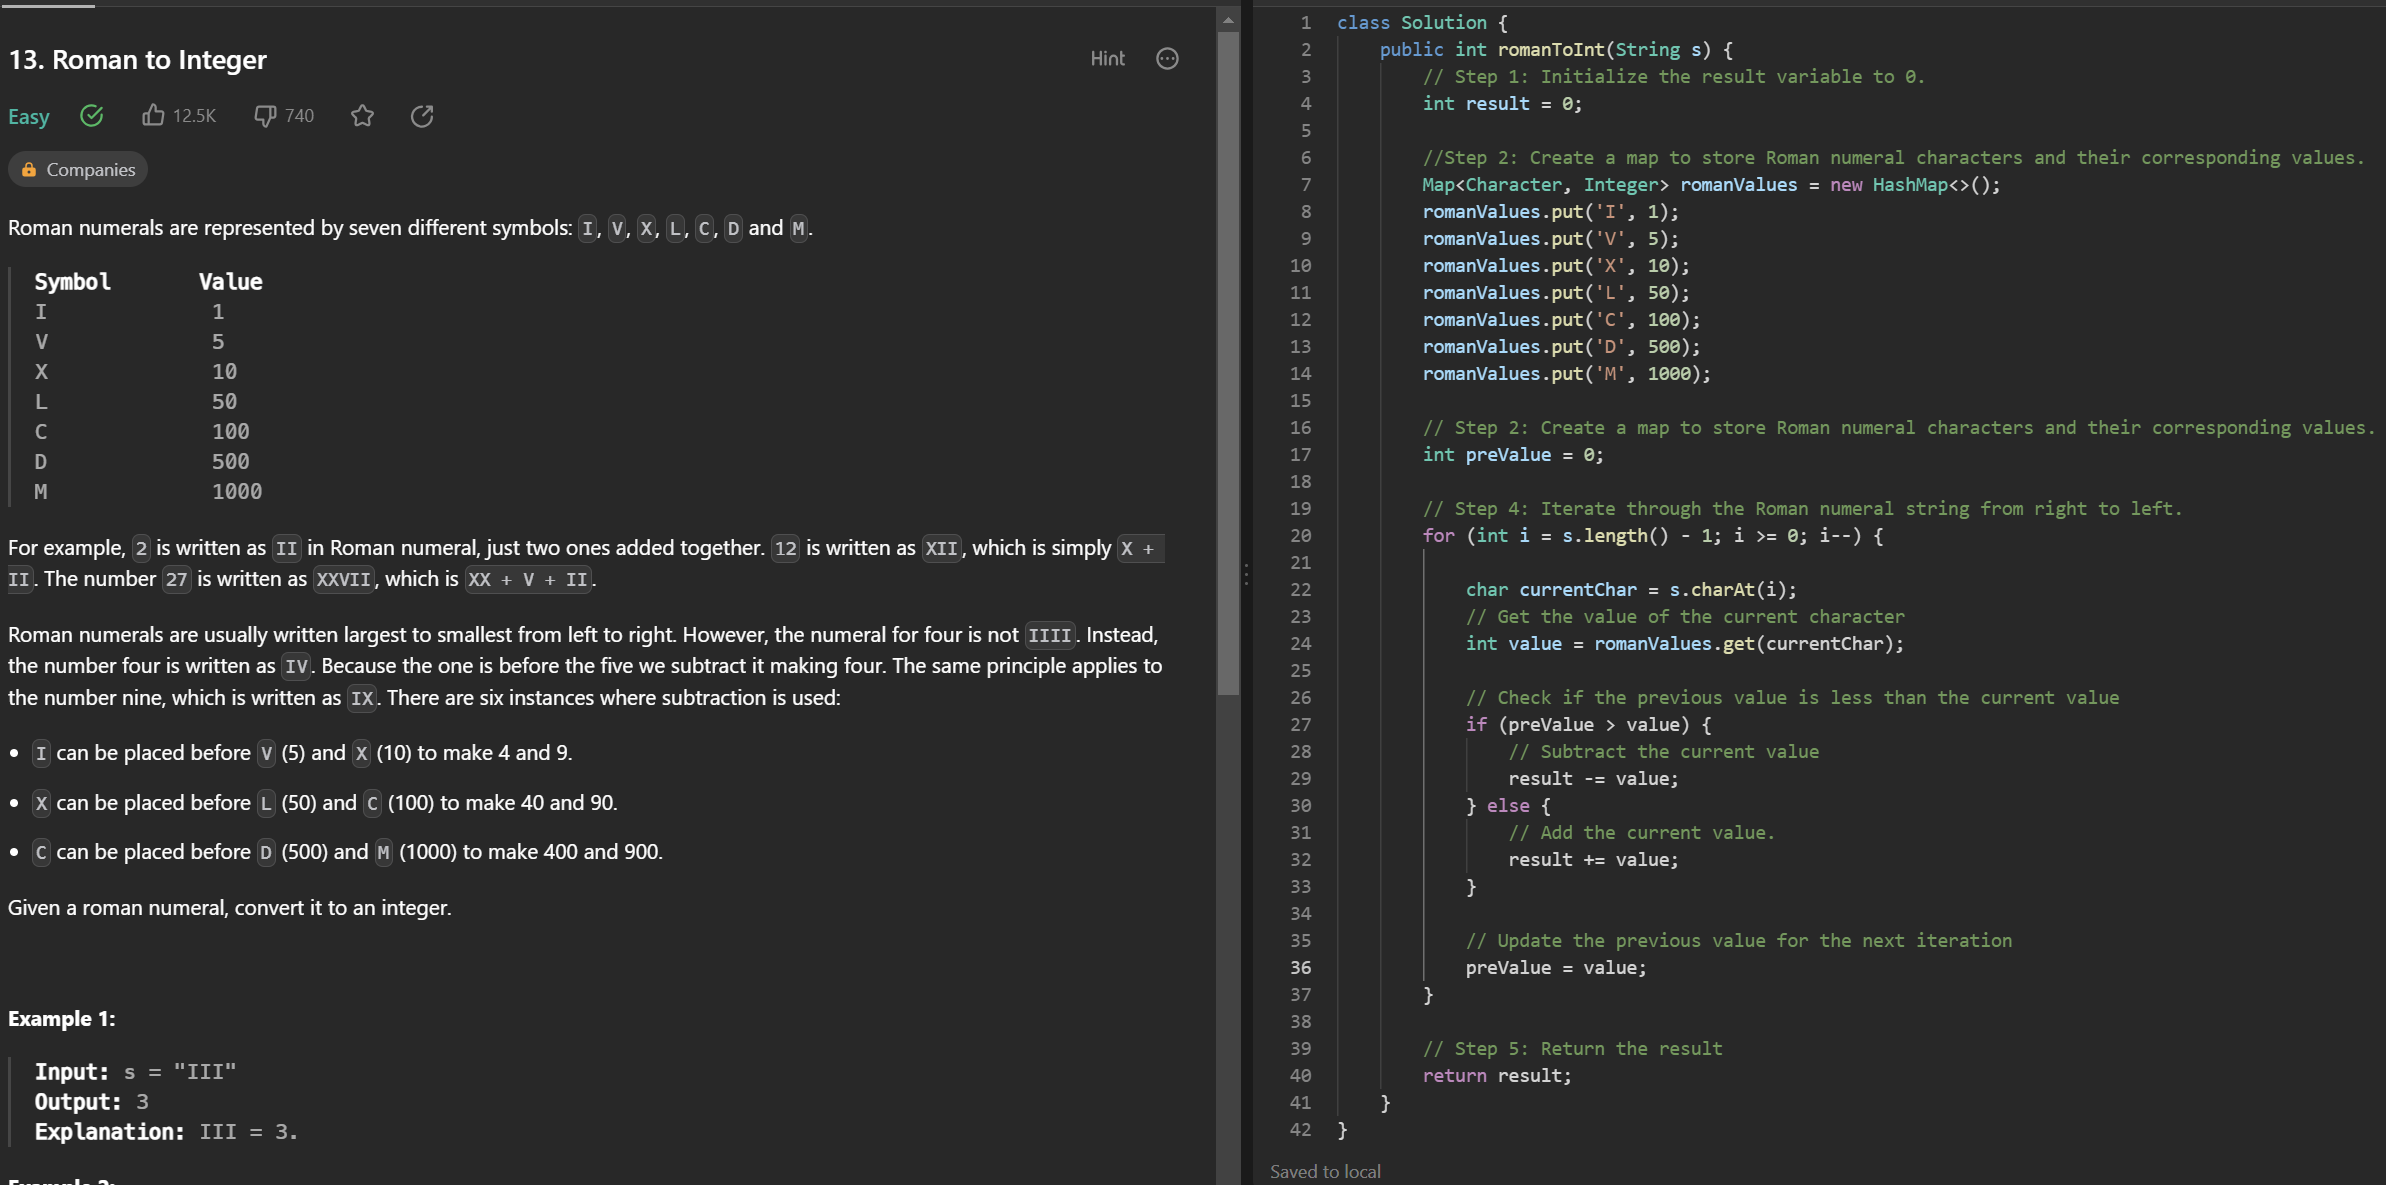 13. Roman to Integer
Hint
Easy
12.5K
740
Companies
Roman numerals are represented by seven different symbols: I, V, X, L, C, D and M.
Symbol Value
I 1
V 5
X 10
L 50
C 100
D 500
M 1000
For example, 2 is written as II in Roman numeral, just two ones added together. 12 is written as XII, which is simply X +
II. The number 27 is written as XXVII, which is XX + V + II.
Roman numerals are usually written largest to smallest from left to right. However, the numeral for four is not IIII. Instead,
the number four is written as IV. Because the one is before the five we subtract it making four. The same principle applies to
the number nine, which is written as IX. There are six instances where subtraction is used:
• I can be placed before V (5) and X (10) to make 4 and 9.
• X can be placed before L (50) and C (100) to make 40 and 90.
• C can be placed before D (500) and M (1000) to make 400 and 900.
Given a roman numeral, convert it to an integer.
Example 1:
Input: s = "III"
Output: 3
Explanation: III = 3.
1 class Solution {
2 public int romanToInt(String s) {
3 // Step 1: Initialize the result variable to 0.
4 int result = 0;
5
6 //Step 2: Create a map to store Roman numeral characters and their corresponding values.
7 Map<Character, Integer> romanValues = new HashMap<>();
8 romanValues.put('I', 1);
9 romanValues.put('V', 5);
10 romanValues.put('X', 10);
11 romanValues.put('L', 50);
12 romanValues.put('C', 100);
13 romanValues.put('D', 500);
14 romanValues.put('M', 1000);
15
16 // Step 2: Create a map to store Roman numeral characters and their corresponding values.
17 int preValue = 0;
18
19 // Step 4: Iterate through the Roman numeral string from right to left.
20 for (int i = s.length() - 1; i >= 0; i--) {
21
22 char currentChar = s.charAt(i);
23 // Get the value of the current character
24 int value = romanValues.get(currentChar);
25
26 // Check if the previous value is less than the current value
27 if (preValue > value) {
28 // Subtract the current value
29 result -= value;
30 } else {
31 // Add the current value.
32 result += value;
33 }
34
35 // Update the previous value for the next iteration
36 preValue = value;
37 }
38
39 // Step 5: Return the result
40 return result;
41 }
42 }
Saved to local